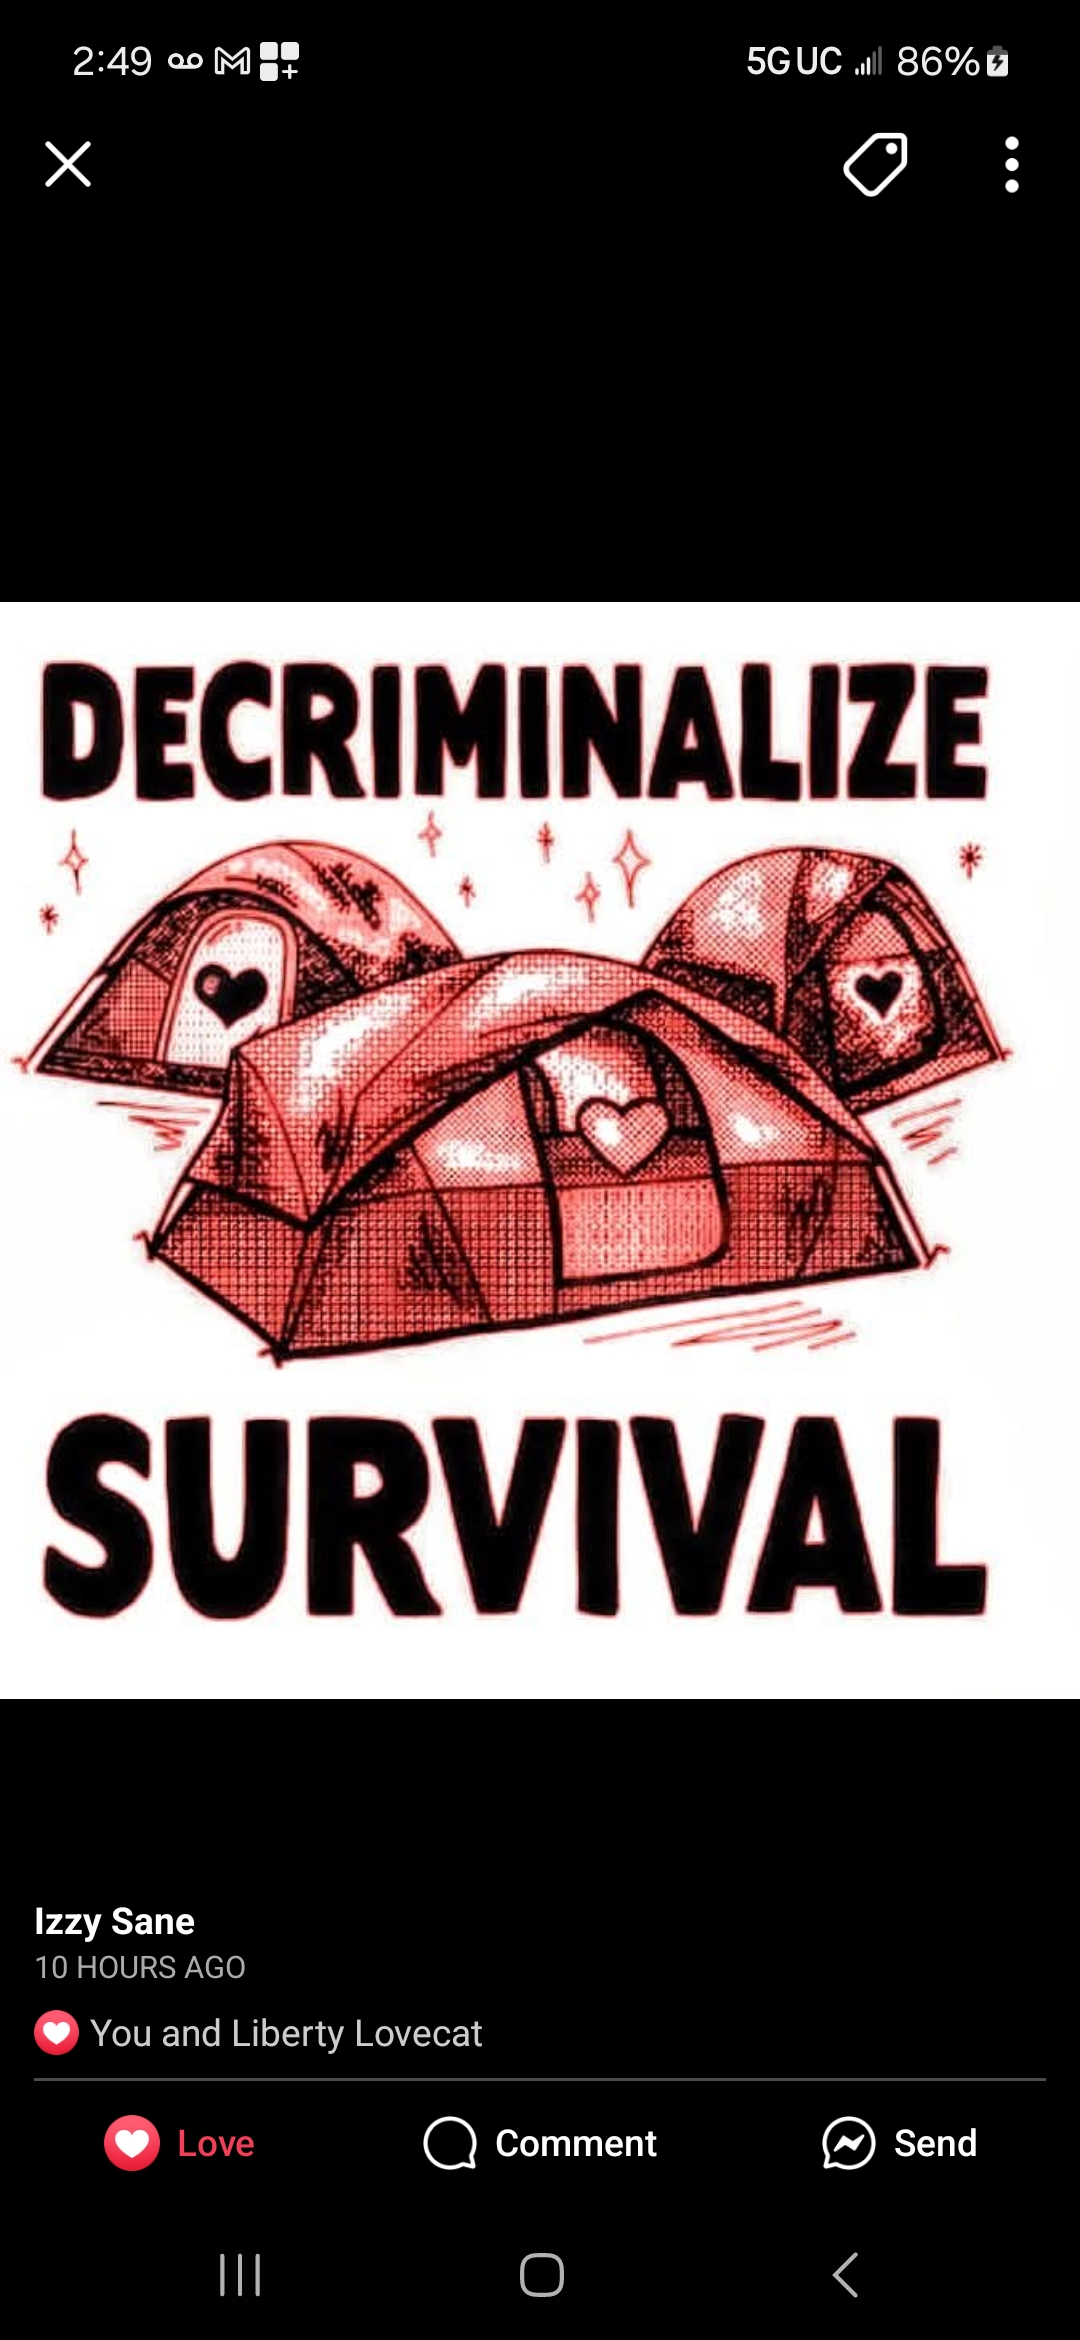 2:49 5G UC 86%
DECRIMINALIZE
SURVIVAL
Izzy Sane
10 HOURS AGO
You and Liberty Lovecat
Love Comment Send